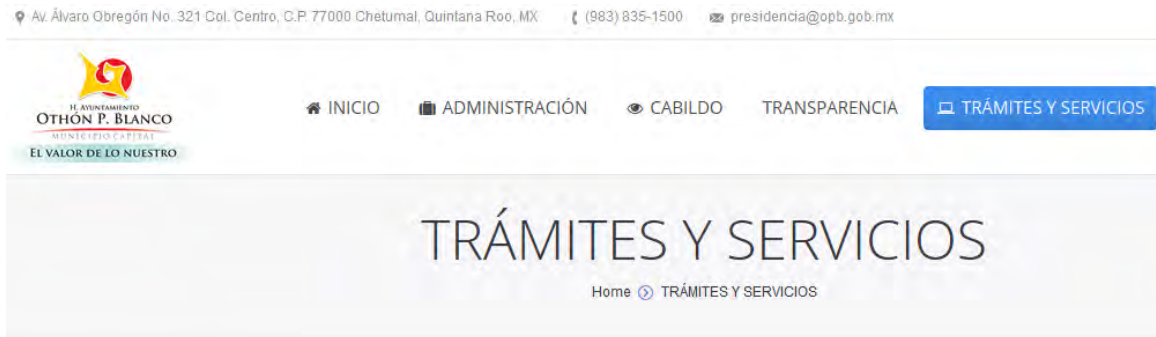 Av. Álvaro Obregón No. 321 Col. Centro, C.P. 77000 Chetumal, Quintana Roo, MX (983) 835-1500 presidencia@opb.gob.mx
H. AYUNTAMIENTO
OTHÓN P. BLANCO
MUNICIPIO CAPITAL
EL VALOR DE LO NUESTRO
INICIO ADMINISTRACIÓN CABILDO TRANSPARENCIA TRÁMITES Y SERVICIOS
TRÁMITES Y SERVICIOS
Home TRÁMITES Y SERVICIOS